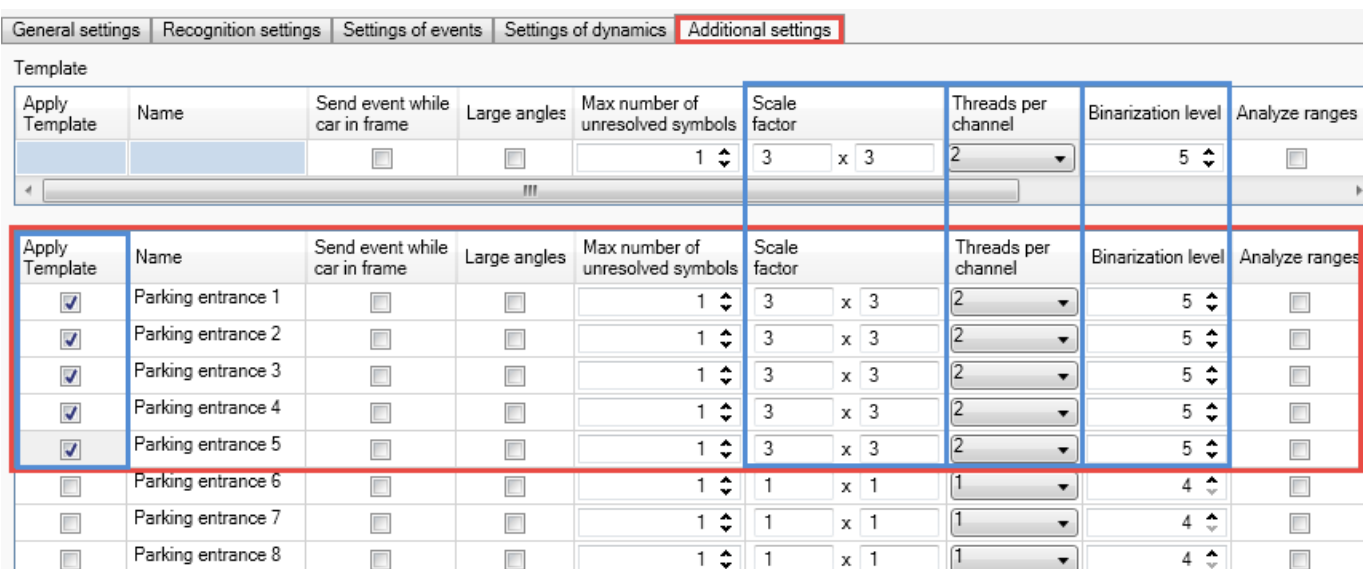 General settings Recognition settings Settings of events Settings of dynamics Additional settings
Template
Apply Template Name Send event while car in frame Large angles Max number of unresolved symbols Scale factor Threads per channel Binarization level Analyze ranges
1 3 x 3 2 5
Apply Template Name Send event while car in frame Large angles Max number of unresolved symbols Scale factor Threads per channel Binarization level Analyze ranges
Parking entrance 1 1 3 x 3 2 5
Parking entrance 2 1 3 x 3 2 5
Parking entrance 3 1 3 x 3 2 5
Parking entrance 4 1 3 x 3 2 5
Parking entrance 5 1 3 x 3 2 5
Parking entrance 6 1 1 x 1 1 4
Parking entrance 7 1 1 x 1 1 4
Parking entrance 8 1 1 x 1 1 4